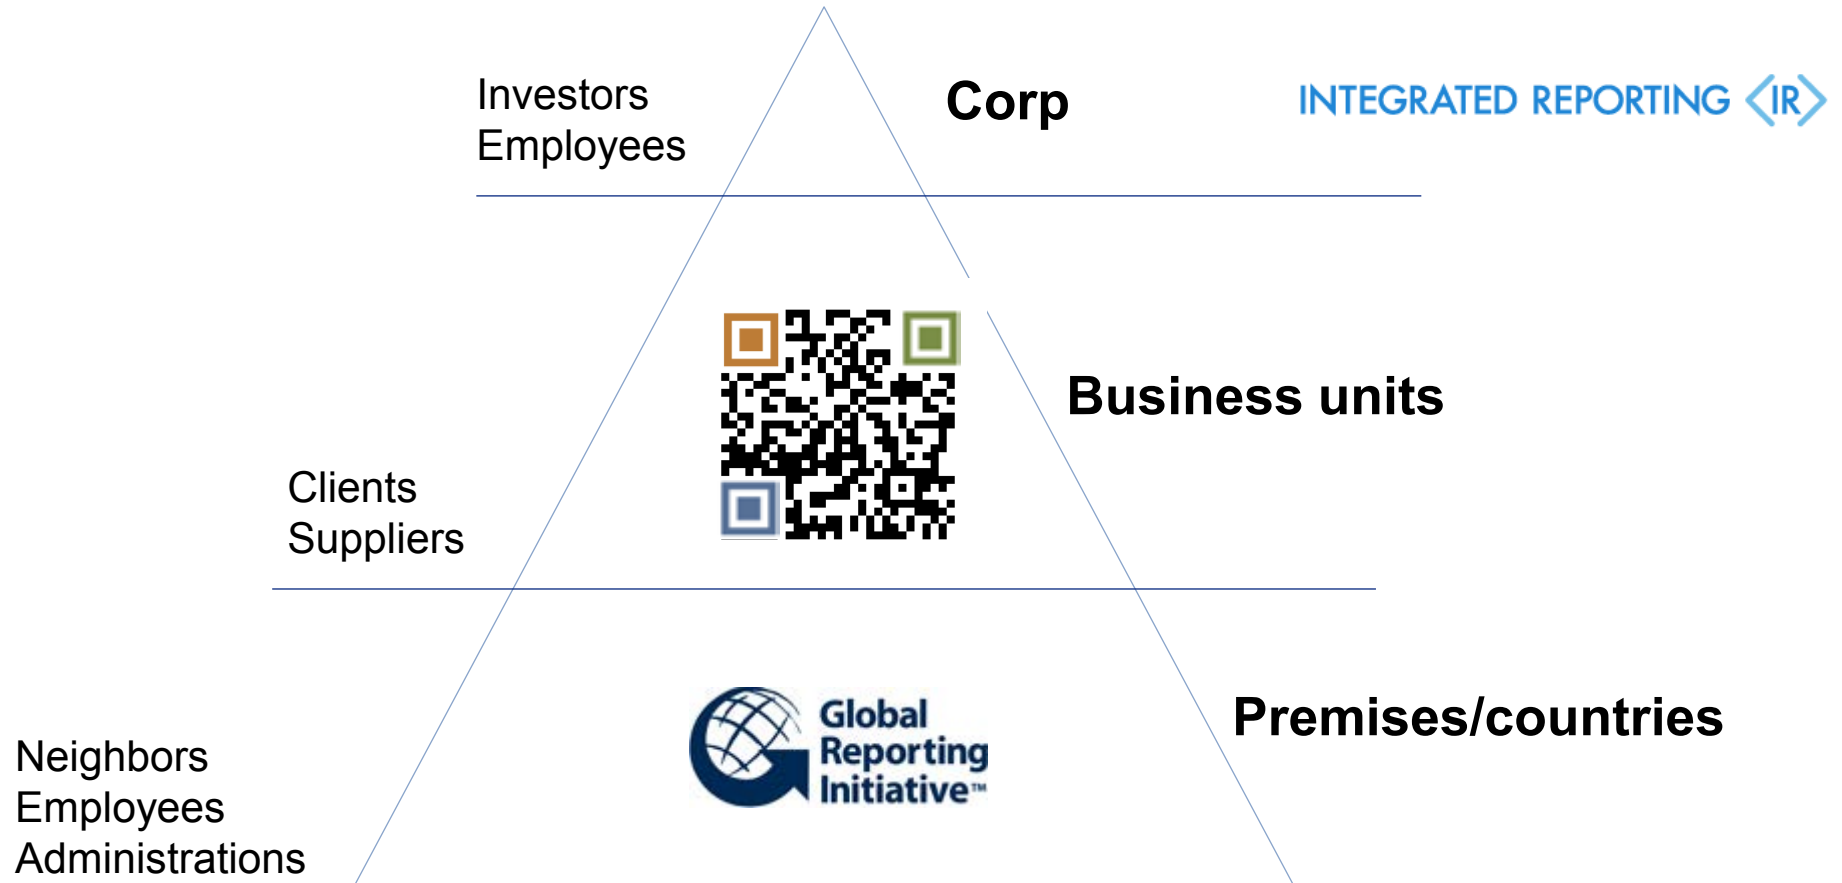 Investors
Employees
Corp
INTEGRATED REPORTING <IR>
Business units
Clients
Suppliers
Global
Reporting
Initiative™
Premises/countries
Neighbors
Employees
Administrations